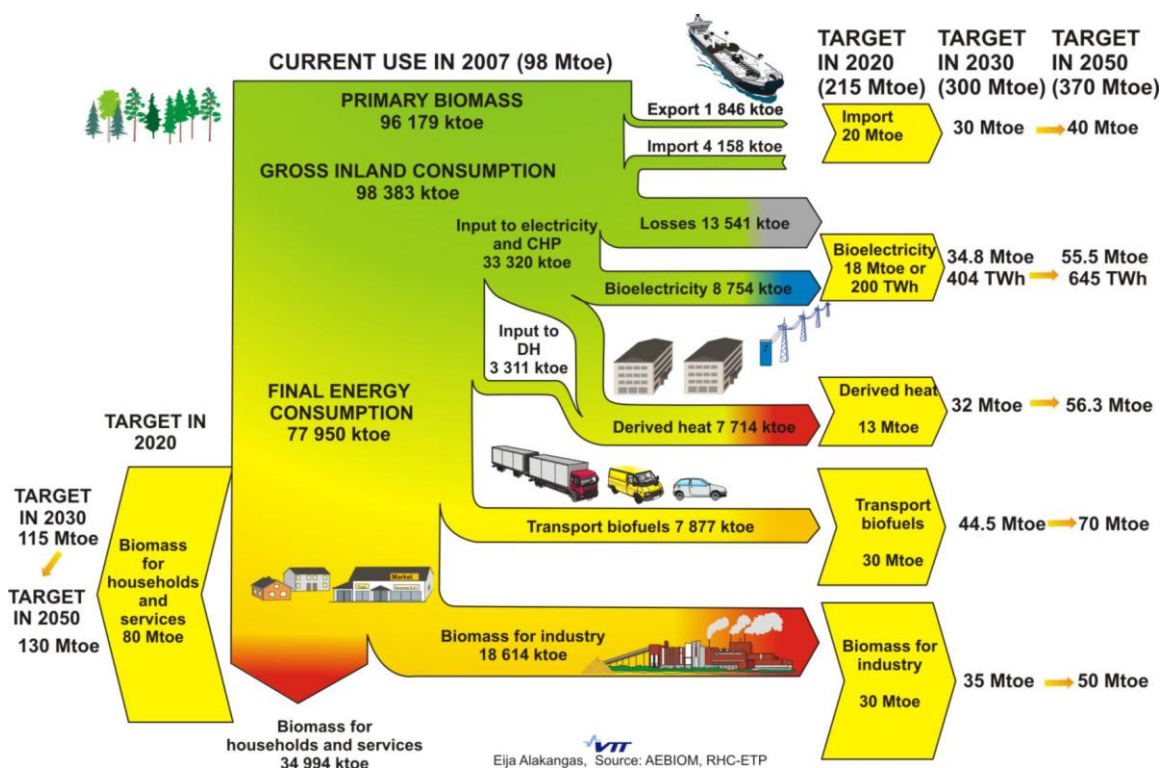 CURRENT USE IN 2007 (98 Mtoe)
PRIMARY BIOMASS
96 179 ktoe
Export 1 846 ktoe
Import 4 158 ktoe
GROSS INLAND CONSUMPTION
98 383 ktoe
Losses 13 541 ktoe
Input to electricity
and CHP
33 320 ktoe
Bioelectricity 8 754 ktoe
Input to
DH
3 311 ktoe
FINAL ENERGY
CONSUMPTION
77 950 ktoe
Derived heat 7 714 ktoe
Transport biofuels 7 877 ktoe
Market
Biomass for industry
18 614 ktoe
Biomass for
households and services
34 994 ktoe
TARGET
IN 2020
(215 Mtoe)
TARGET
IN 2030
(300 Mtoe)
TARGET
IN 2050
(370 Mtoe)
Import
20 Mtoe
30 Mtoe
40 Mtoe
Bioelectricity
18 Mtoe or
200 TWh
34.8 Mtoe
404 TWh
55.5 Mtoe
645 TWh
Derived heat
13 Mtoe
32 Mtoe
56.3 Mtoe
Transport
biofuels
30 Mtoe
44.5 Mtoe
70 Mtoe
Biomass for
industry
30 Mtoe
35 Mtoe
50 Mtoe
TARGET IN
2020
Biomass
for
households
and
services
80 Mtoe
TARGET
IN 2030
115 Mtoe
TARGET
IN 2050
130 Mtoe
VTT
Eija Alakangas, Source: AEBIOM, RHC-ETP